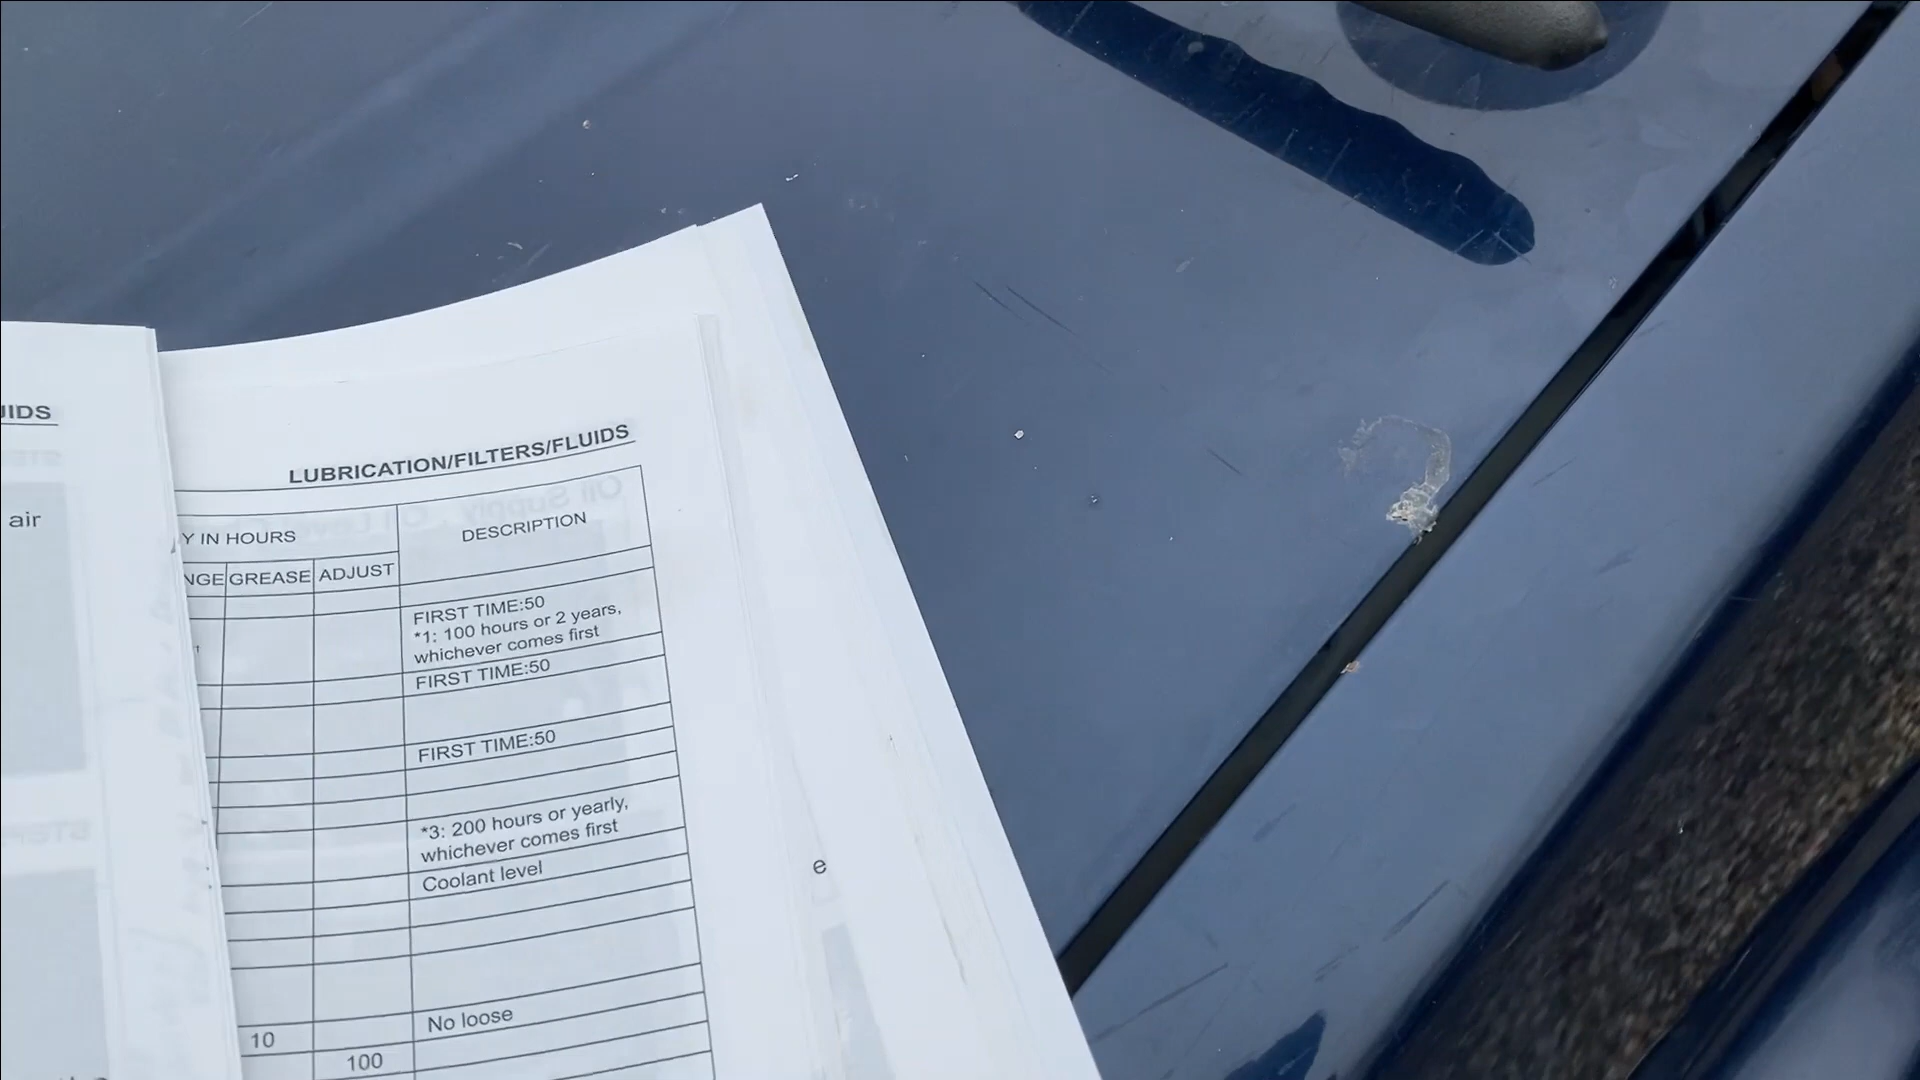 UIDS
air
LUBRICATION/FILTERS/FLUIDS
Y IN HOURS
DESCRIPTION
NGE GREASE ADJUST
FIRST TIME:50
*1: 100 hours or 2 years,
whichever comes first
FIRST TIME:50
FIRST TIME:50
*3: 200 hours or yearly,
whichever comes first
Coolant level
e
No loose
10
100